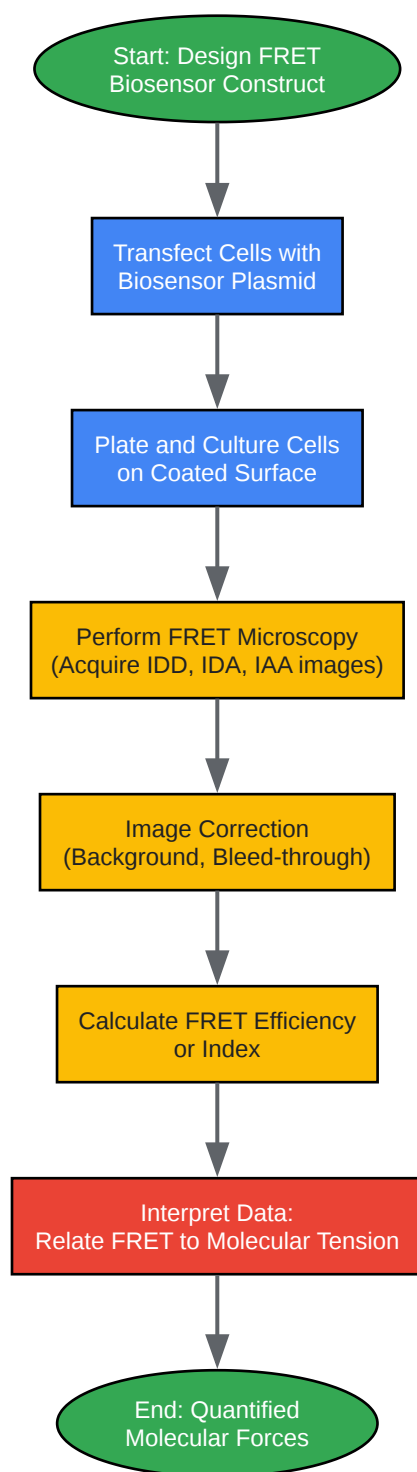 Start: Design FRET
Biosensor Construct
Transfect Cells with
Biosensor Plasmid
Plate and Culture Cells
on Coated Surface
Perform FRET Microscopy
(Acquire IDD, IDA, IAA images)
Image Correction
(Background, Bleed-through)
Calculate FRET Efficiency
or Index
Interpret Data:
Relate FRET to Molecular Tension
End: Quantified
Molecular Forces